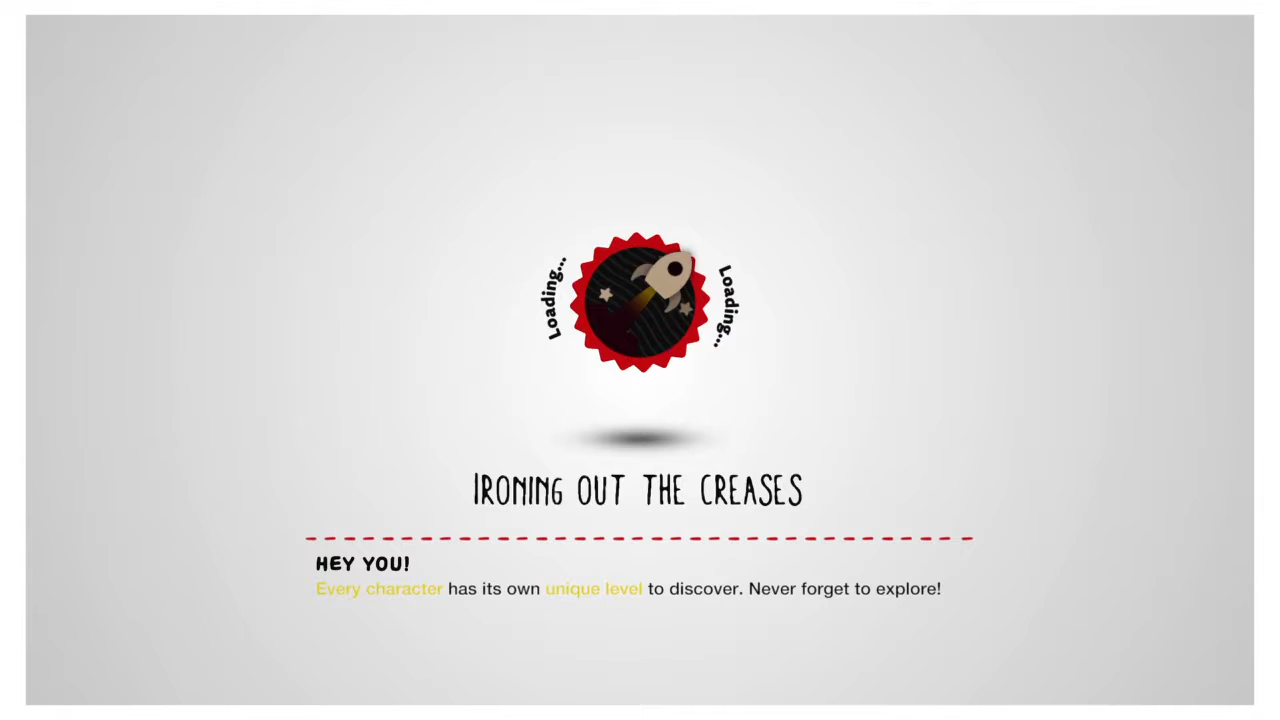 Loading...
Loading...
Ironing out the creases
HEY YOU!
Every character has its own unique level to discover. Never forget to explore!